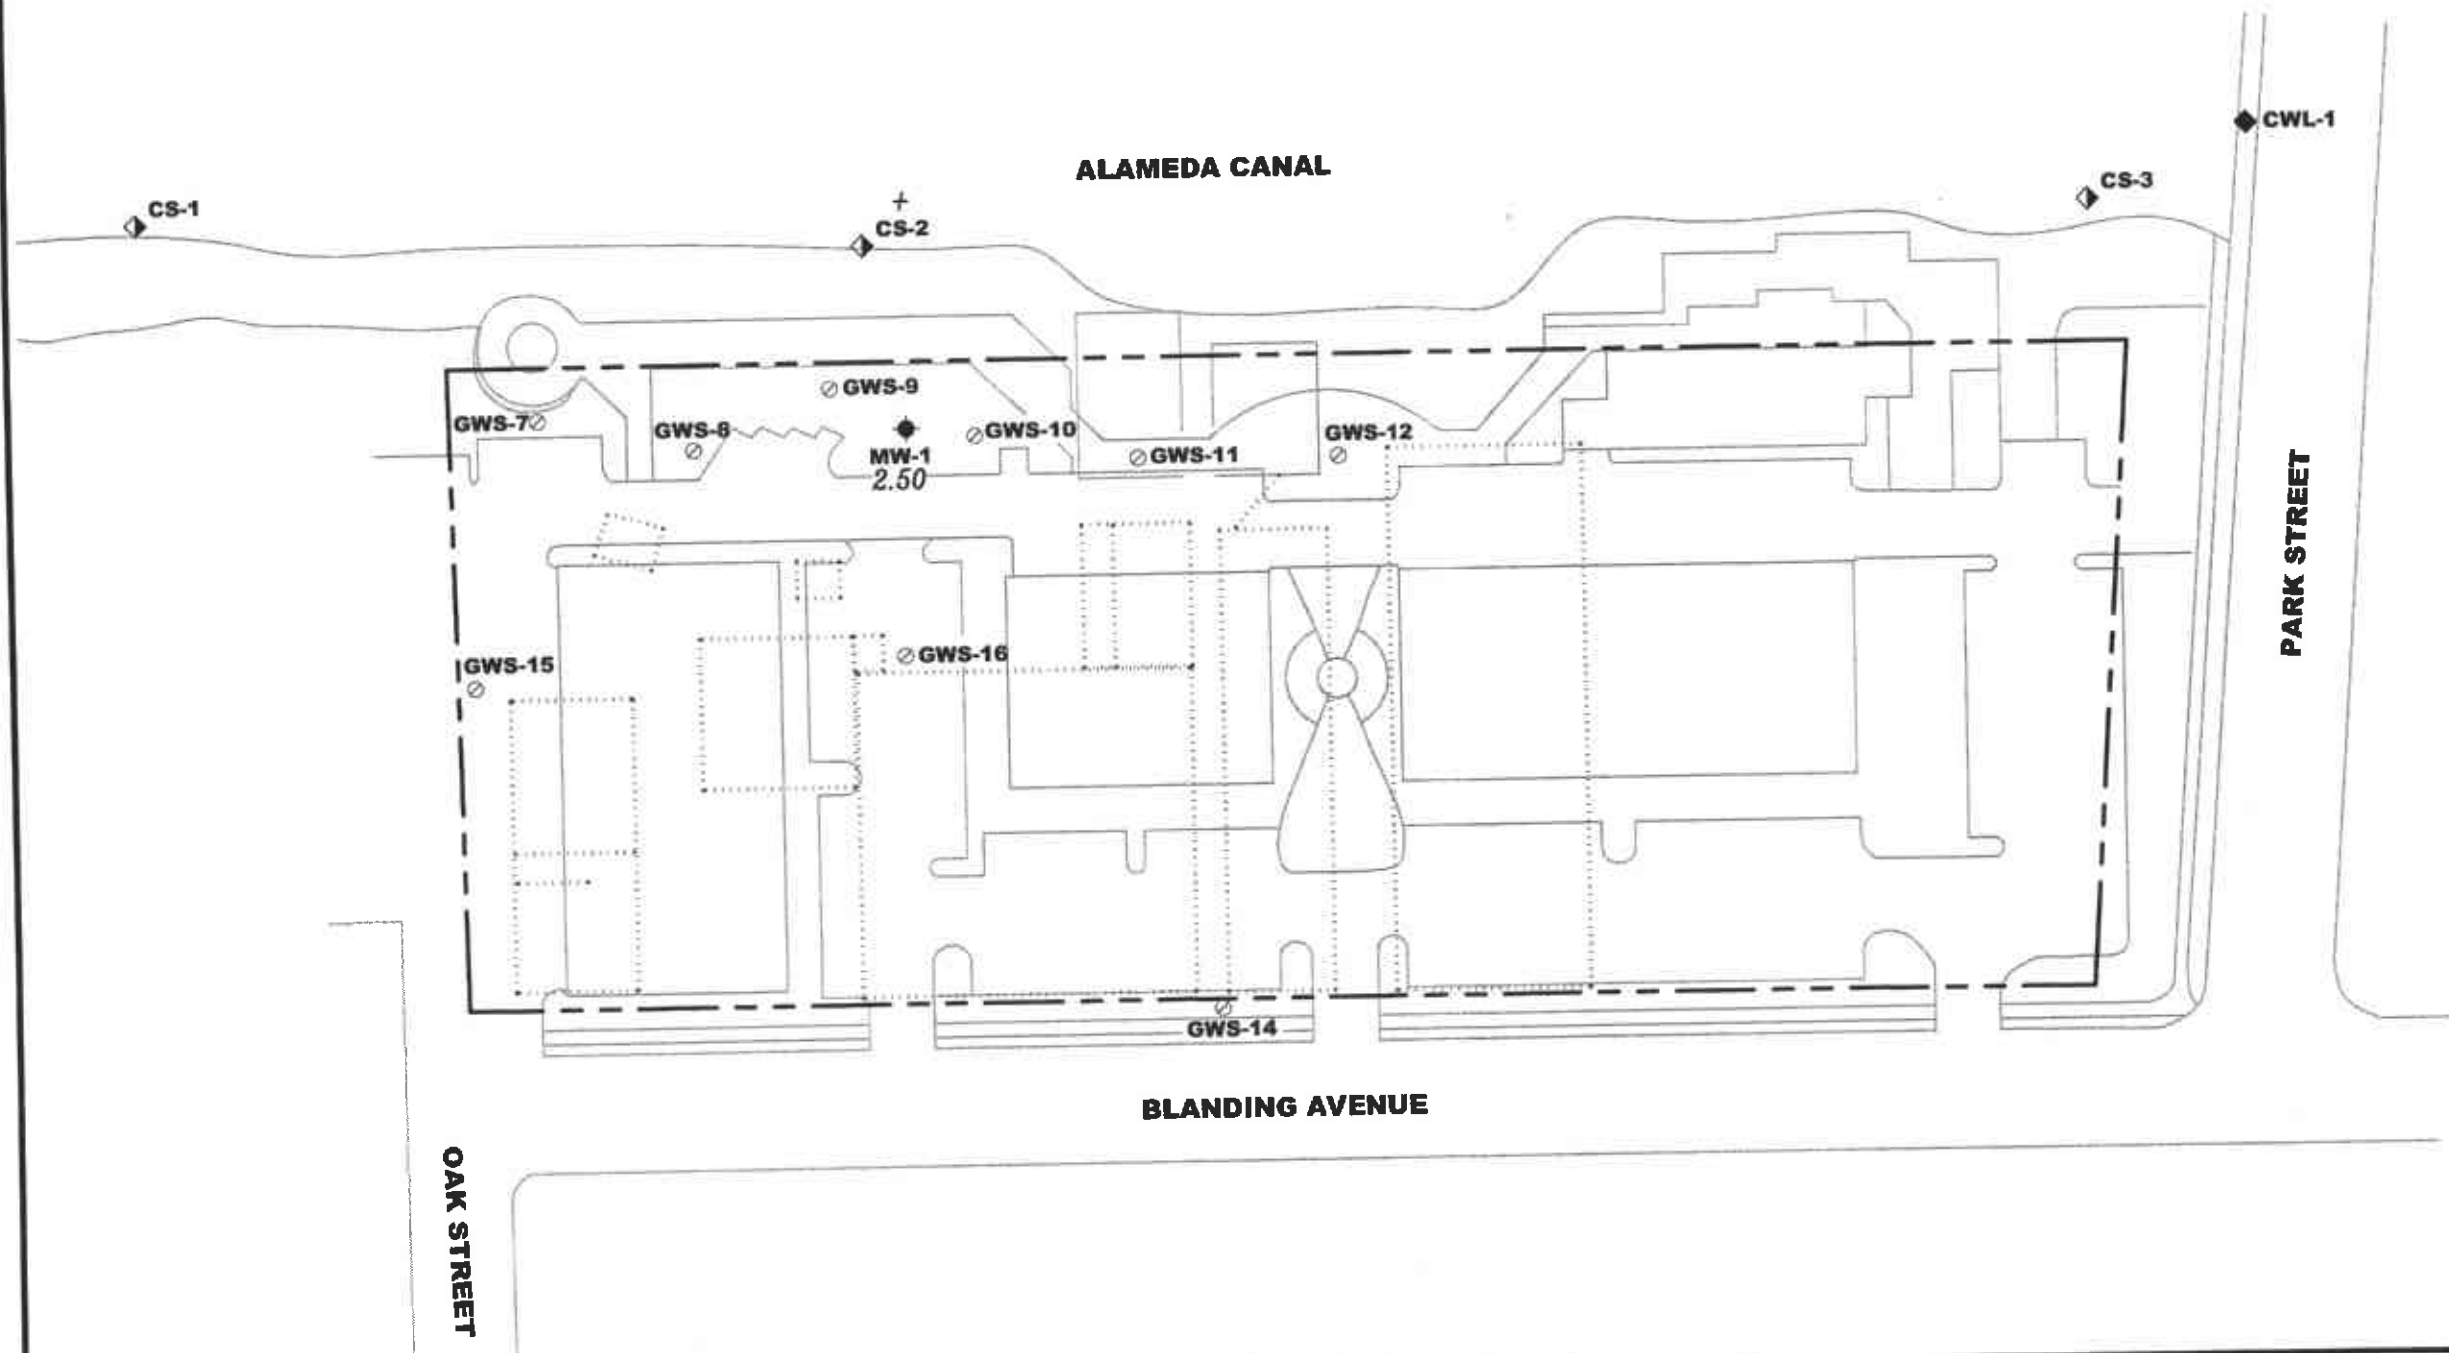 CWL-1
ALAMEDA CANAL
CS-3
CS-1
+
CS-2
GWS-9
GWS-7
GWS-8
GWS-10
GWS-12
MW-1
GWS-11
2.50
PARK STREET
GWS-16
GWS-15
GWS-14
BLANDING AVENUE
OAK STREET